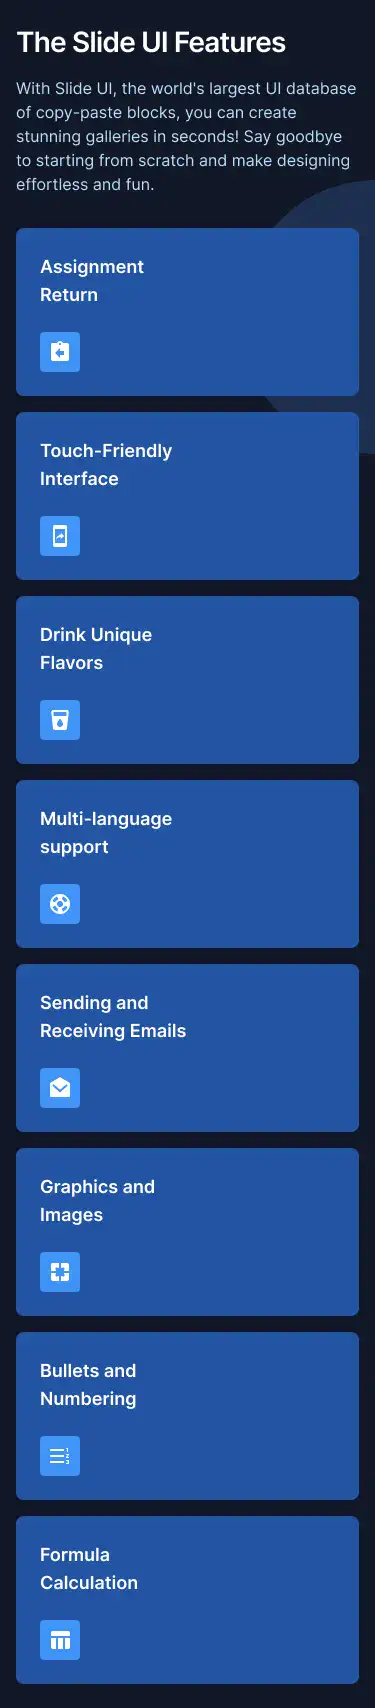 The Slide UI Features
With Slide UI, the world's largest UI database
of copy-paste blocks, you can create
stunning galleries in seconds! Say goodbye
to starting from scratch and make designing
effortless and fun.
Assignment
Return
Touch-Friendly
Interface
Drink Unique
Flavors
Multi-language
support
Sending and
Receiving Emails
Graphics and
Images
Bullets and
Numbering
1
2
3
Formula
Calculation